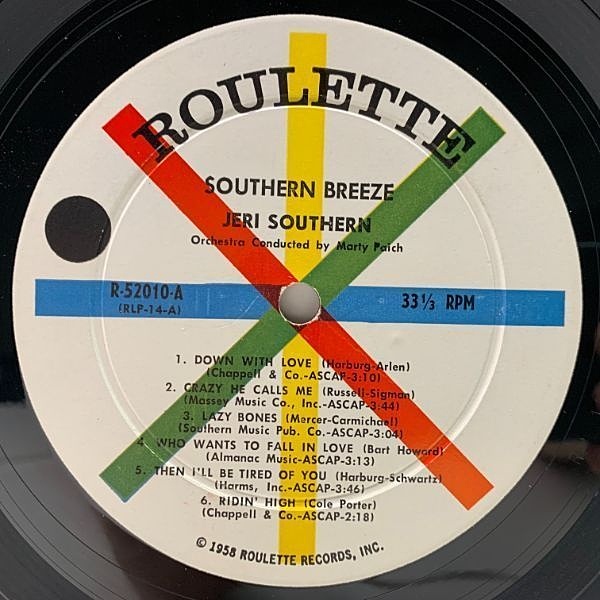 ROULETTE
SOUTHERN BREEZE
JERI SOUTHERN
Orchestra Conducted by Marty Paich
R-52010-A
(RLP-14-A)
33⅓ RPM
1. DOWN WITH LOVE (Harburg-Arlen)
(Chappell & Co.-ASCAP-3:10)
2. CRAZY HE CALLS ME (Russell-Sigman)
(Massey Music Co., Inc.-ASCAP-3:44)
3. LAZY BONES (Mercer-Carmichael)
(Southern Music Pub. Co.-ASCAP-3:04)
4. WHO WANTS TO FALL IN LOVE (Bart Howard)
(Almanac Music-ASCAP-3:13)
5. THEN I'LL BE TIRED OF YOU (Harburg-Schwartz)
(Harms, Inc.-ASCAP-3:46)
6. RIDIN' HIGH (Cole Porter)
(Chappell & Co.-ASCAP-2:18)
© 1958 ROULETTE RECORDS, INC.